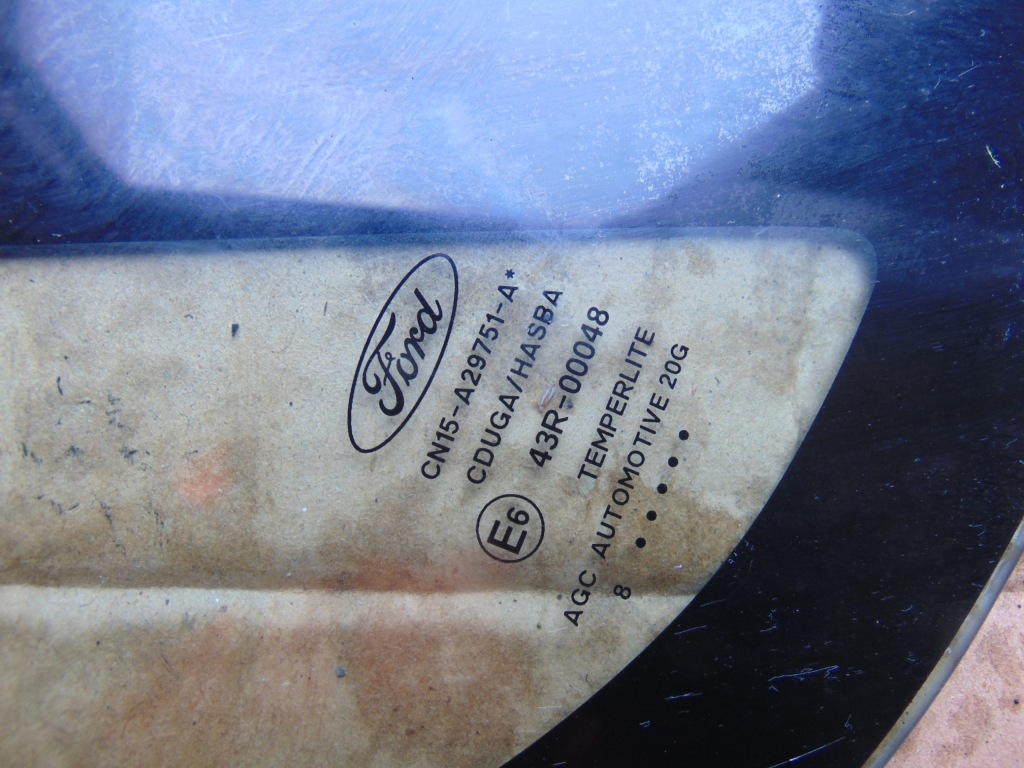 Ford
CN15-A29751-A*
CDUGA/HASBA
E6 43R-00048
TEMPERLITE
AGC AUTOMOTIVE 20G
8 • • • • •